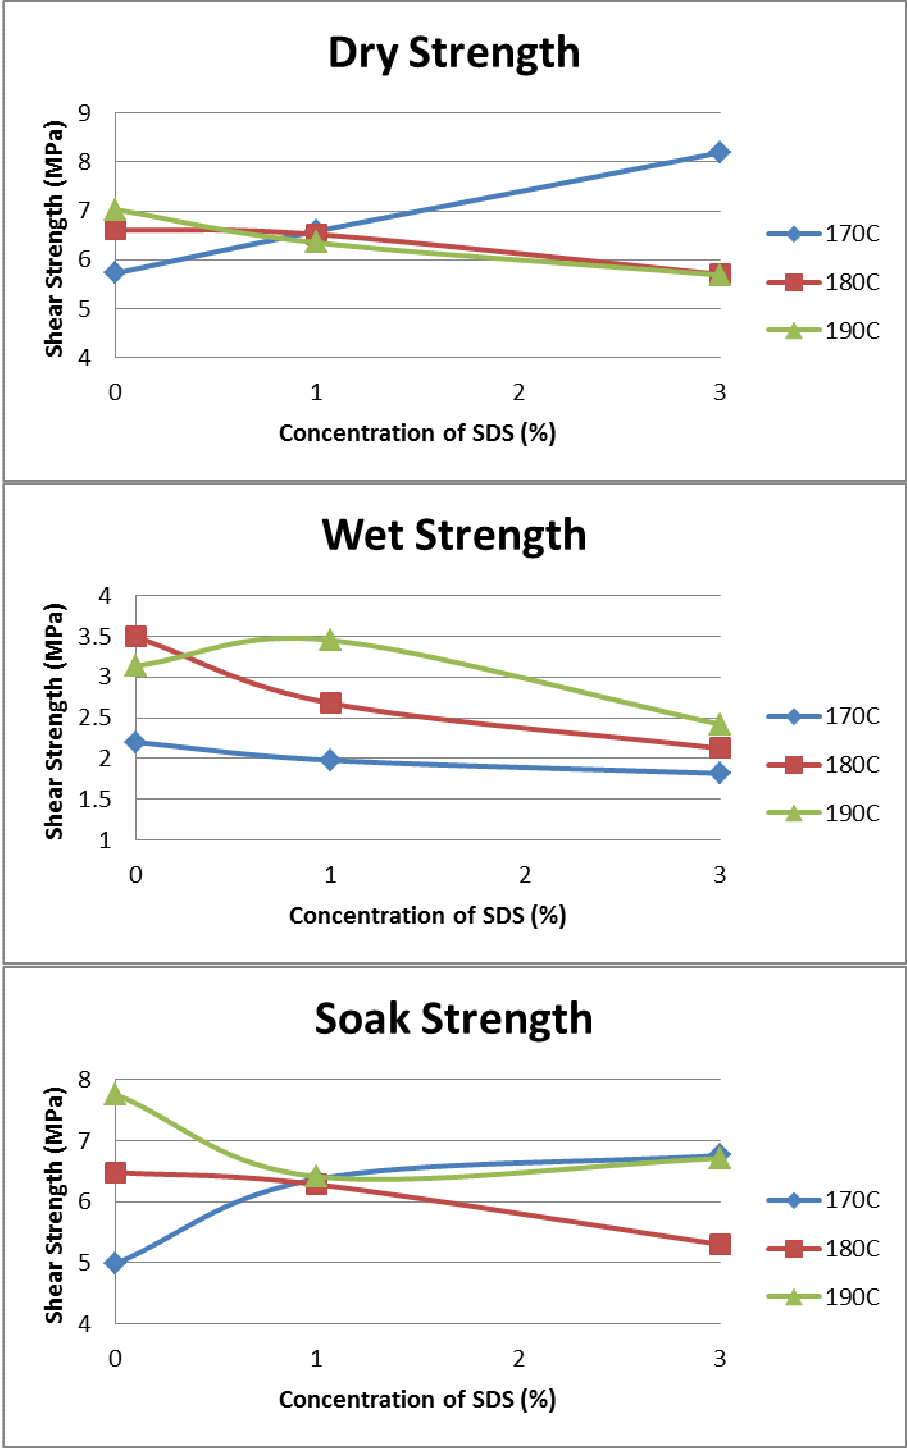 Dry Strength
9
8
7
6
5
4
Shear Strength (MPa)
0 1 2 3
Concentration of SDS (%)
170C
180C
190C
Wet Strength
4
3.5
3
2.5
2
1.5
1
Shear Strength (MPa)
0 1 2 3
Concentration of SDS (%)
170C
180C
190C
Soak Strength
8
7
6
5
4
Shear Strength (MPa)
0 1 2 3
Concentration of SDS (%)
170C
180C
190C